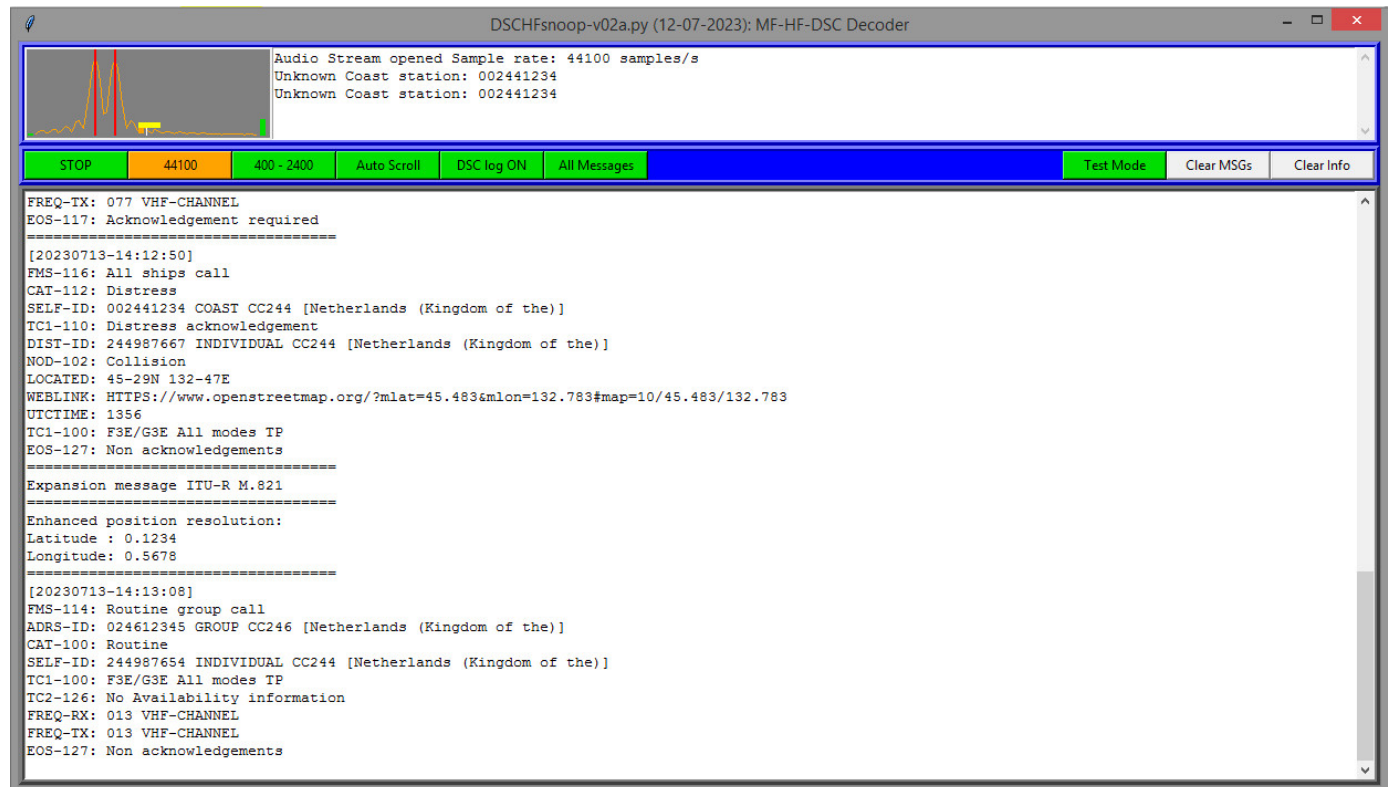 DSCHFsnoop-v02a.py (12-07-2023): MF-HF-DSC Decoder
Audio Stream opened Sample rate: 44100 samples/s
Unknown Coast station: 002441234
Unknown Coast station: 002441234
STOP 44100 400 - 2400 Auto Scroll DSC log ON All Messages Test Mode Clear MSGs Clear Info
FREQ-TX: 077 VHF-CHANNEL
EOS-117: Acknowledgement required
===================================
[20230713-14:12:50]
FMS-116: All ships call
CAT-112: Distress
SELF-ID: 002441234 COAST CC244 [Netherlands (Kingdom of the)]
TC1-110: Distress acknowledgement
DIST-ID: 244987667 INDIVIDUAL CC244 [Netherlands (Kingdom of the)]
NOD-102: Collision
LOCATED: 45-29N 132-47E
WEBLINK: HTTPS://www.openstreetmap.org/?mlat=45.483&mlon=132.783#map=10/45.483/132.783
UTCTIME: 1356
TC1-100: F3E/G3E All modes TP
EOS-127: Non acknowledgements
===================================
Expansion message ITU-R M.821
===================================
Enhanced position resolution:
Latitude : 0.1234
Longitude: 0.5678
===================================
[20230713-14:13:08]
FMS-114: Routine group call
ADRS-ID: 024612345 GROUP CC246 [Netherlands (Kingdom of the)]
CAT-100: Routine
SELF-ID: 244987654 INDIVIDUAL CC244 [Netherlands (Kingdom of the)]
TC1-100: F3E/G3E All modes TP
TC2-126: No Availability information
FREQ-RX: 013 VHF-CHANNEL
FREQ-TX: 013 VHF-CHANNEL
EOS-127: Non acknowledgements